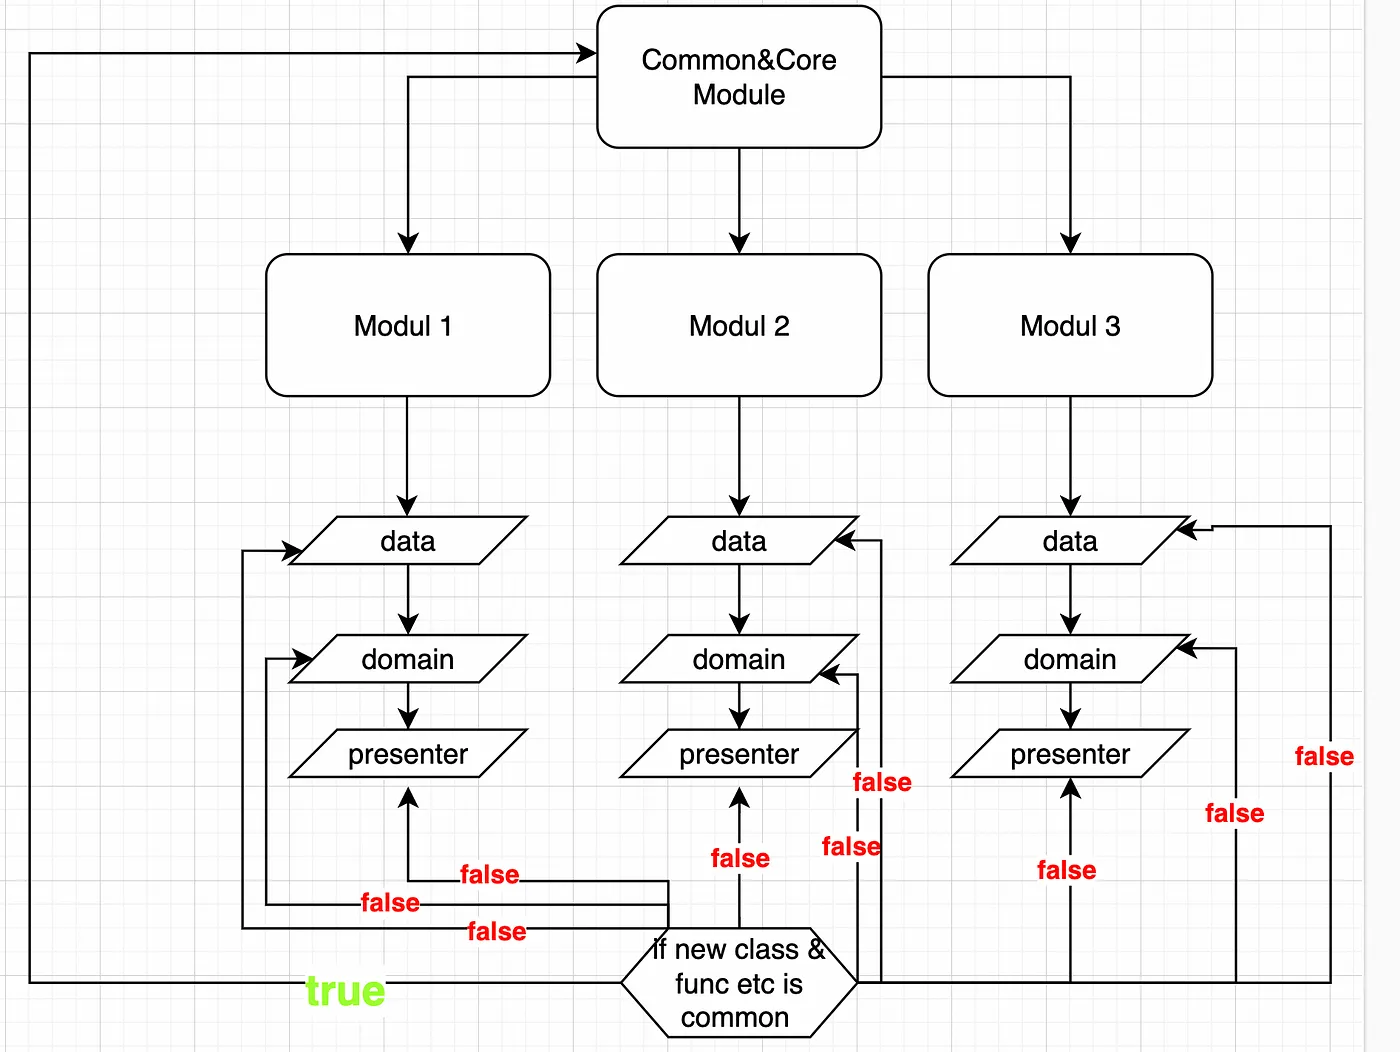 Common&Core
Module
Modul 1
Modul 2
Modul 3
data
data
data
domain
domain
domain
presenter
presenter
presenter
false
false
false
false
false
false
false
false
false
if new class &
func etc is
common
true